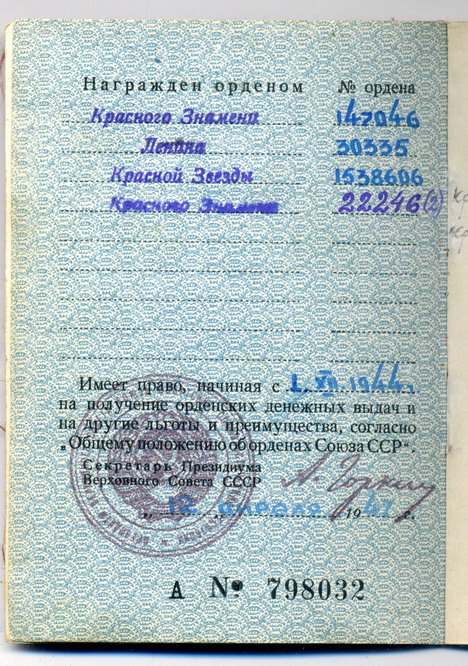 Награжден орденом № ордена
Красного Знамени 147046
Ленина 30335
Красной Звезды 1538606
Красного Знамени 22246(2)
Имеет право, начиная с 1. XII. 1944 г.
на получение орденских денежных выдач и
на другие льготы и преимущества, согласно
„Общему положению об орденах Союза ССР"
Секретарь Президиума
Верховного Совета СССР А. Горкин
„ 12 апреля 1947 г.
А № 798032